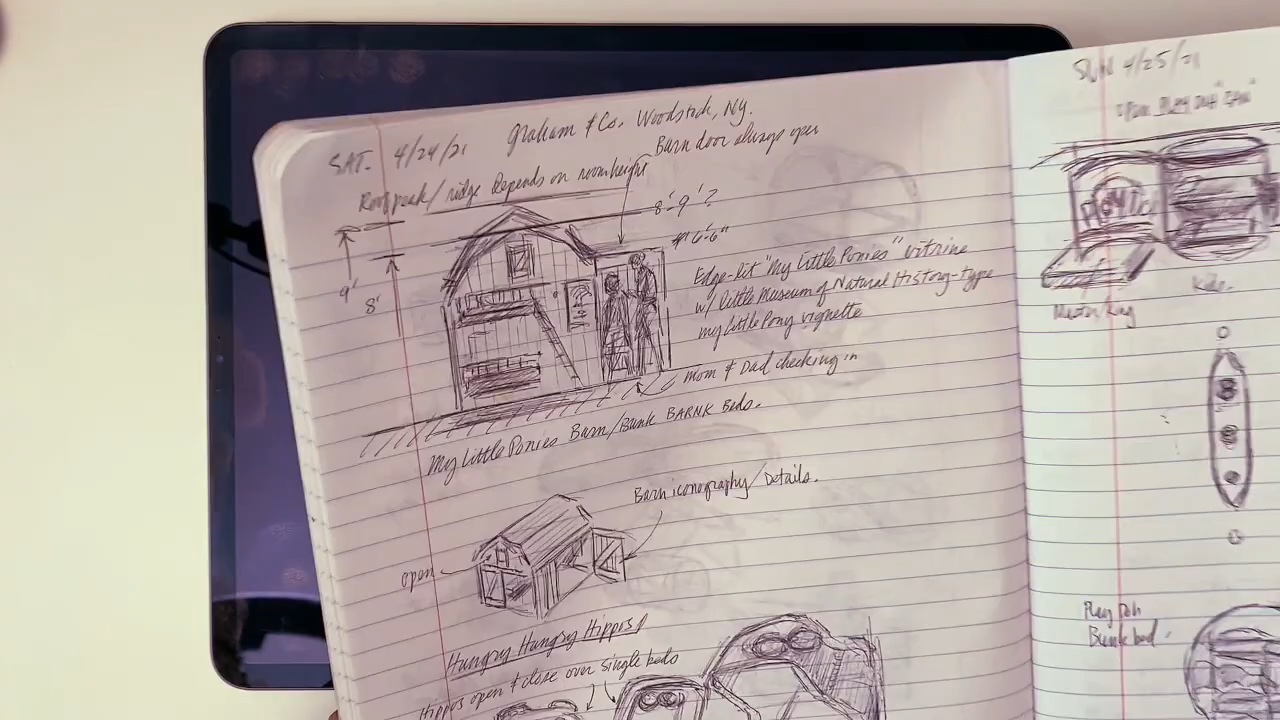 SAT. 4/24/21 Graham & Co. Woodstock, NY.
Barn door always open
Roof peak/ridge Depends on room height
8'-9'?
6'-6"
9'
8'
Edge-lit "My Little Ponies" vitrine
w/ Little Museum of Natural History-type
my Little Pony vignette
Mom & Dad checking in
My Little Ponies Barn/Bunk BARNK Beds.
Barn iconography/Details.
open
Hungry Hungry Hippos!
Hippos open & close over single beds
SUN 4/25/21
Kids.
Play Doh
Bunk bed.